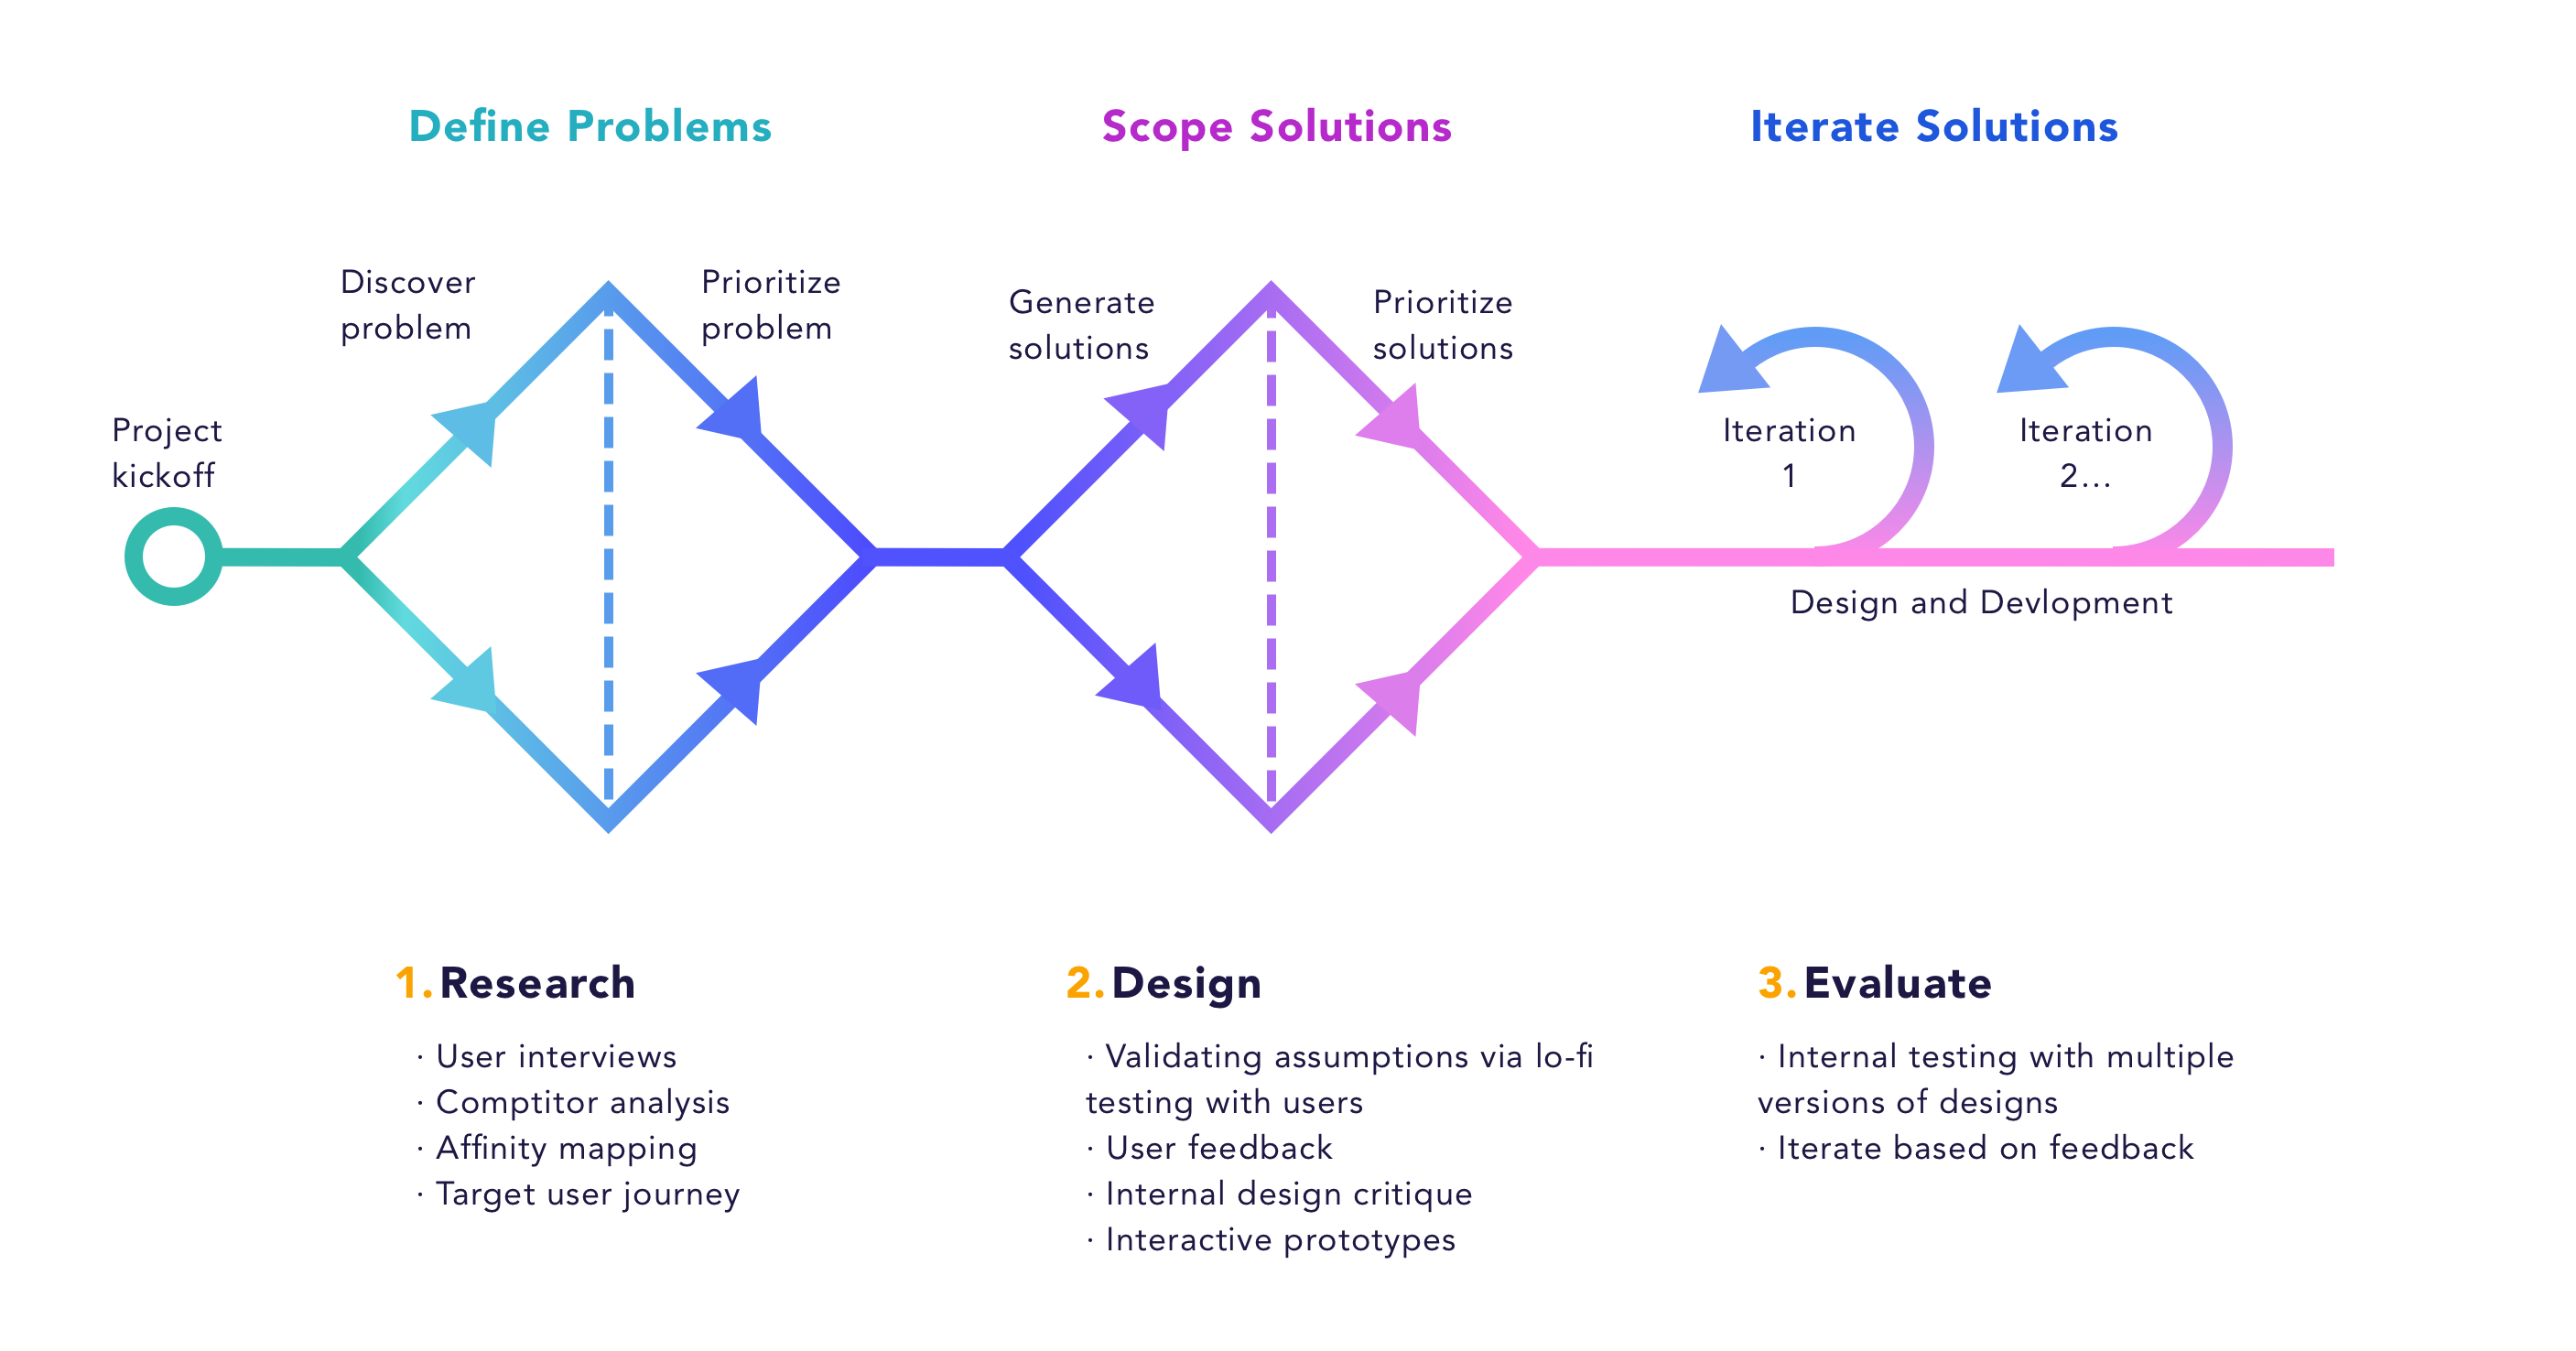 Define Problems
Scope Solutions
Iterate Solutions
Discover
problem
Prioritize
problem
Generate
solutions
Prioritize
solutions
Project
kickoff
Iteration
1
Iteration
2...
Design and Devlopment
1. Research
· User interviews
· Comptitor analysis
· Affinity mapping
· Target user journey
2. Design
· Validating assumptions via lo-fi
testing with users
· User feedback
· Internal design critique
· Interactive prototypes
3. Evaluate
· Internal testing with multiple
versions of designs
· Iterate based on feedback